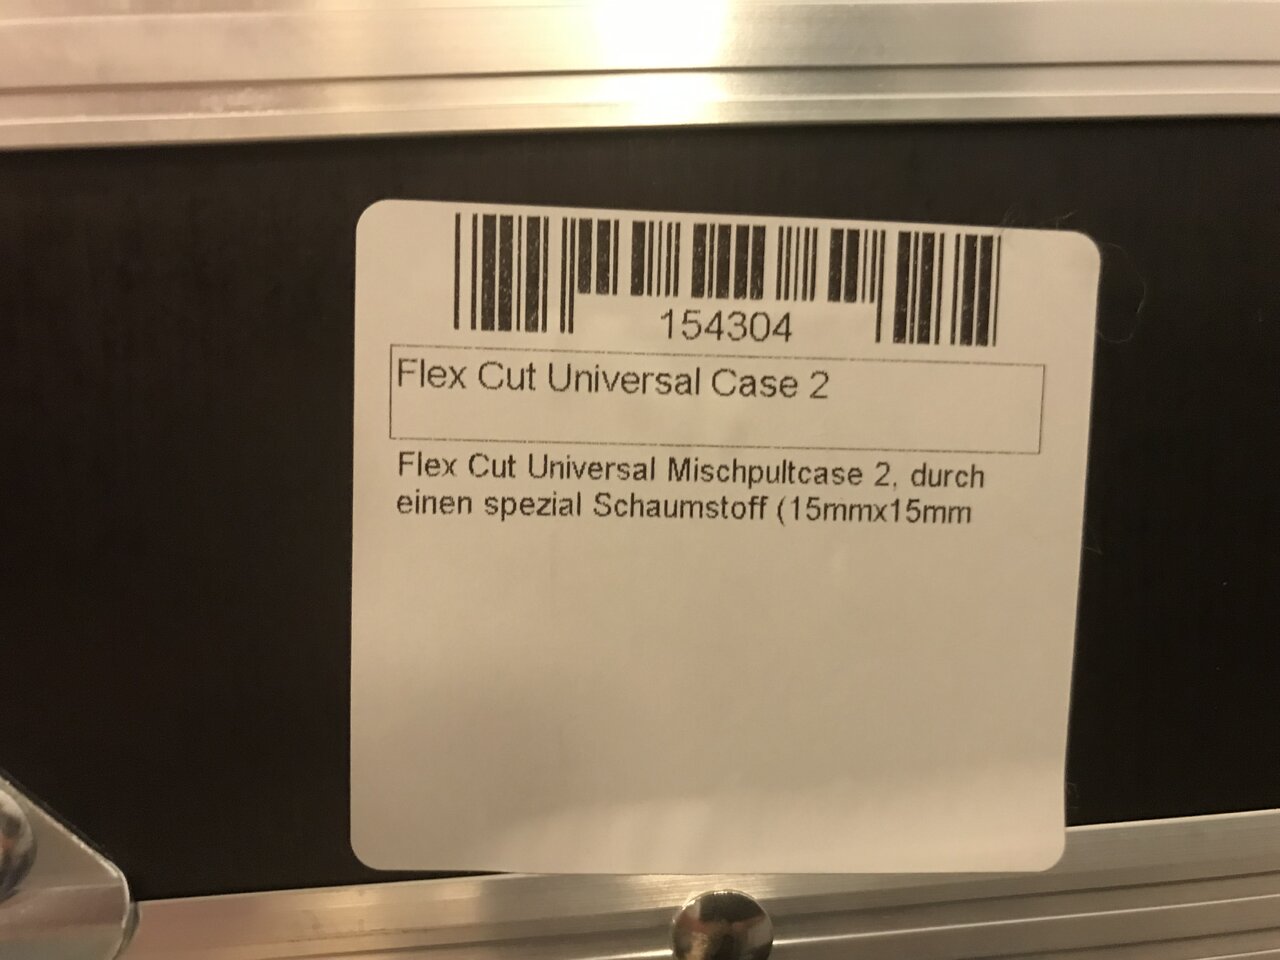 154304
Flex Cut Universal Case 2
Flex Cut Universal Mischpultcase 2, durch
einen spezial Schaumstoff (15mmx15mm